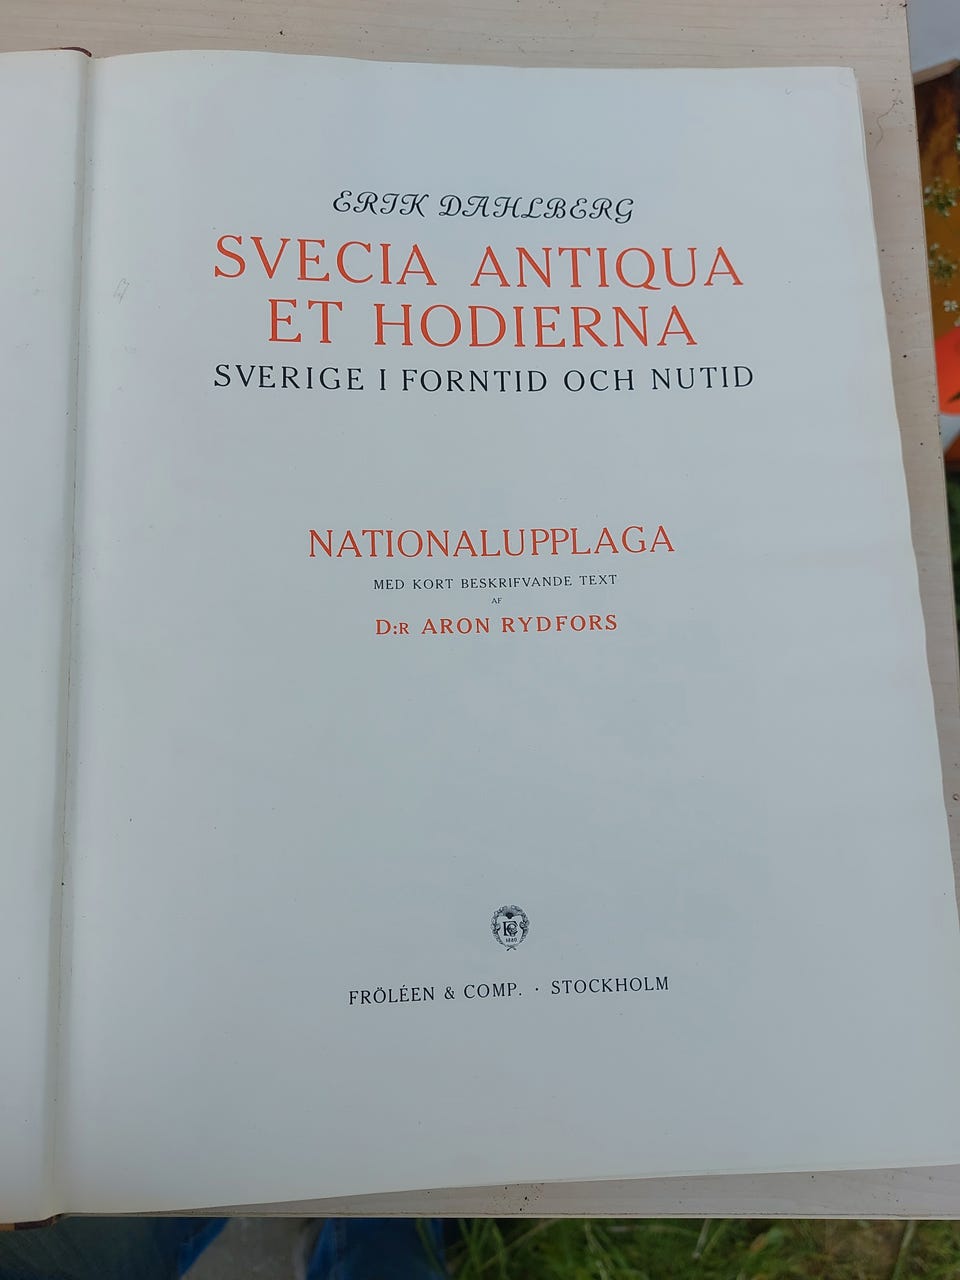 ERIK DAHLBERG
SVECIA ANTIQUA
ET HODIERNA
SVERIGE I FORNTID OCH NUTID
NATIONALUPPLAGA
MED KORT BESKRIFVANDE TEXT
AF
D:R ARON RYDFORS
1880
FRÖLÉEN & COMP. · STOCKHOLM